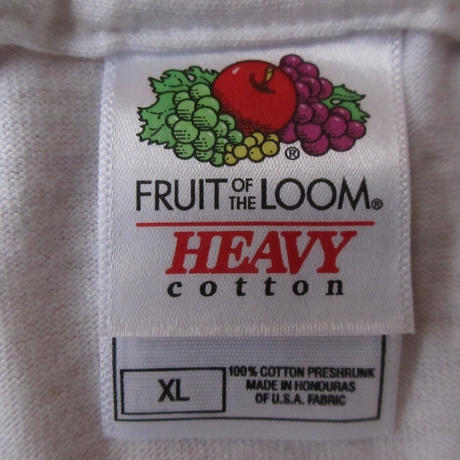 ®
FRUIT OF THE LOOM®
HEAVY
cotton
XL
100% COTTON PRESHRUNK
MADE IN HONDURAS
OF U.S.A. FABRIC